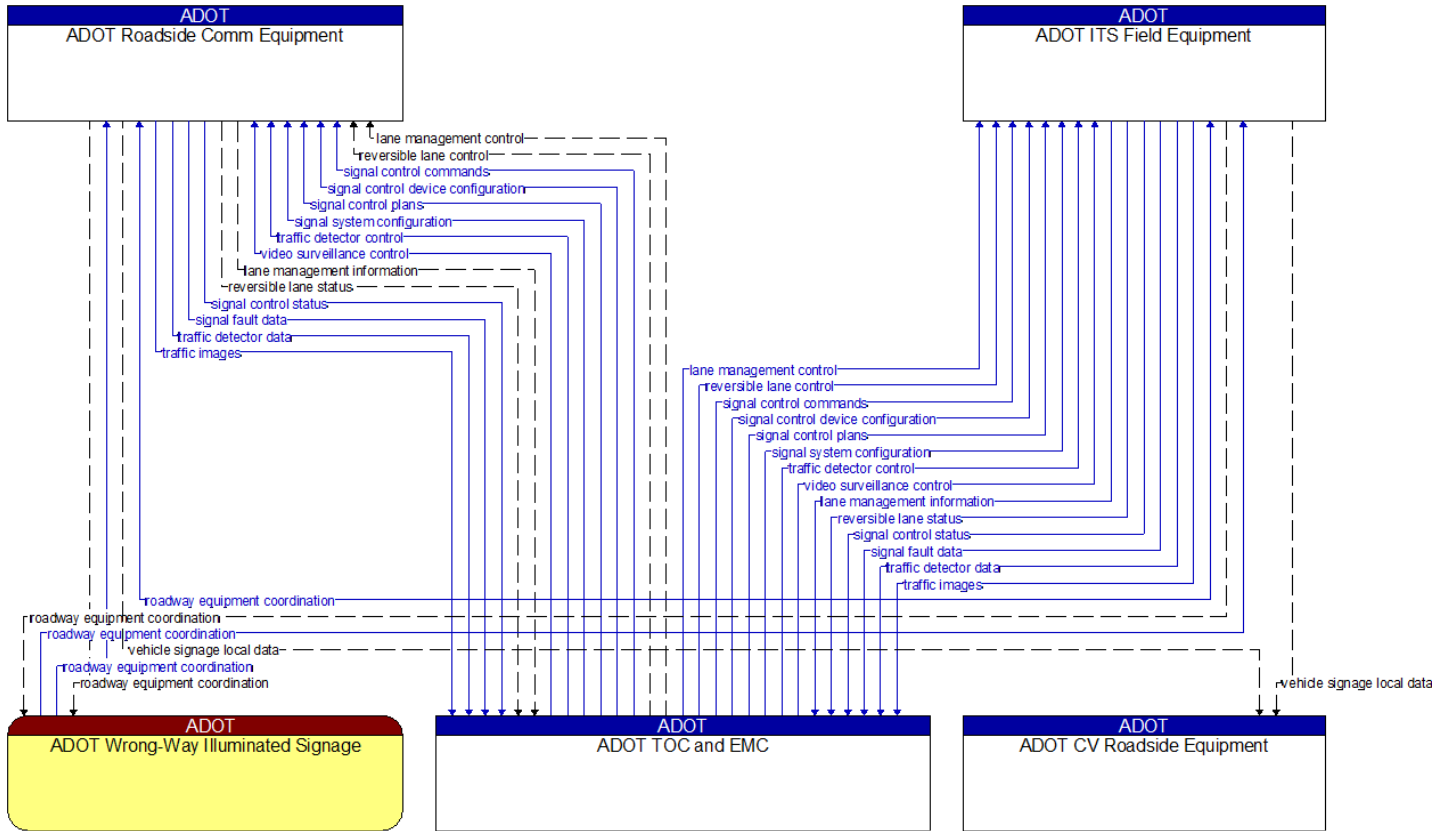 ADOT
ADOT Roadside Comm Equipment
ADOT
ADOT ITS Field Equipment
lane management control
reversible lane control
signal control commands
signal control device configuration
signal control plans
signal system configuration
traffic detector control
video surveillance control
lane management information
reversible lane status
signal control status
signal fault data
traffic detector data
traffic images
lane management control
reversible lane control
signal control commands
signal control device configuration
signal control plans
signal system configuration
traffic detector control
video surveillance control
lane management information
reversible lane status
signal control status
signal fault data
traffic detector data
traffic images
roadway equipment coordination
roadway equipment coordination
roadway equipment coordination
vehicle signage local data
roadway equipment coordination
roadway equipment coordination
vehicle signage local data
ADOT
ADOT Wrong-Way Illuminated Signage
ADOT
ADOT TOC and EMC
ADOT
ADOT CV Roadside Equipment